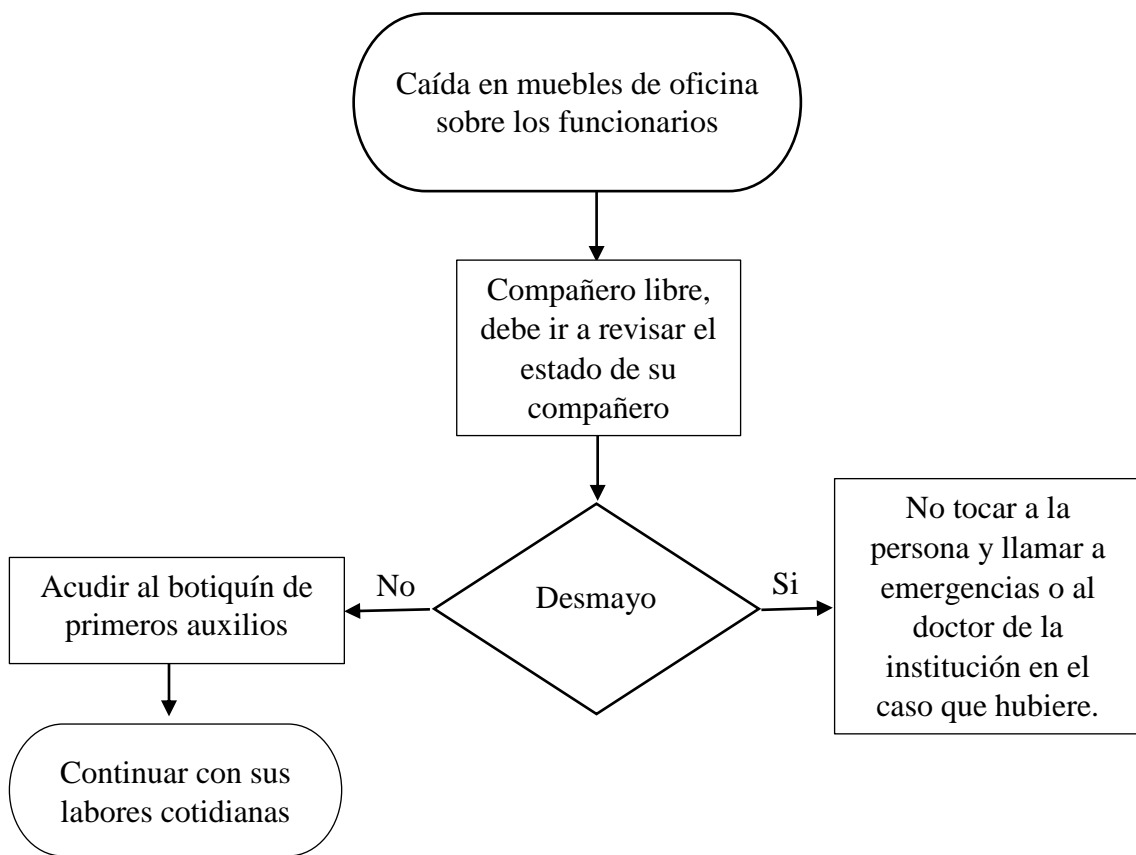 Caída en muebles de oficina
sobre los funcionarios
Compañero libre,
debe ir a revisar el
estado de su
compañero
Desmayo
No
Si
Acudir al botiquín de
primeros auxilios
Continuar con sus
labores cotidianas
No tocar a la
persona y llamar a
emergencias o al
doctor de la
institución en el
caso que hubiere.